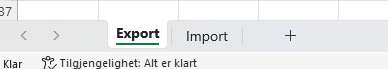 37
Export Import +
Klar Tilgjengelighet: Alt er klart